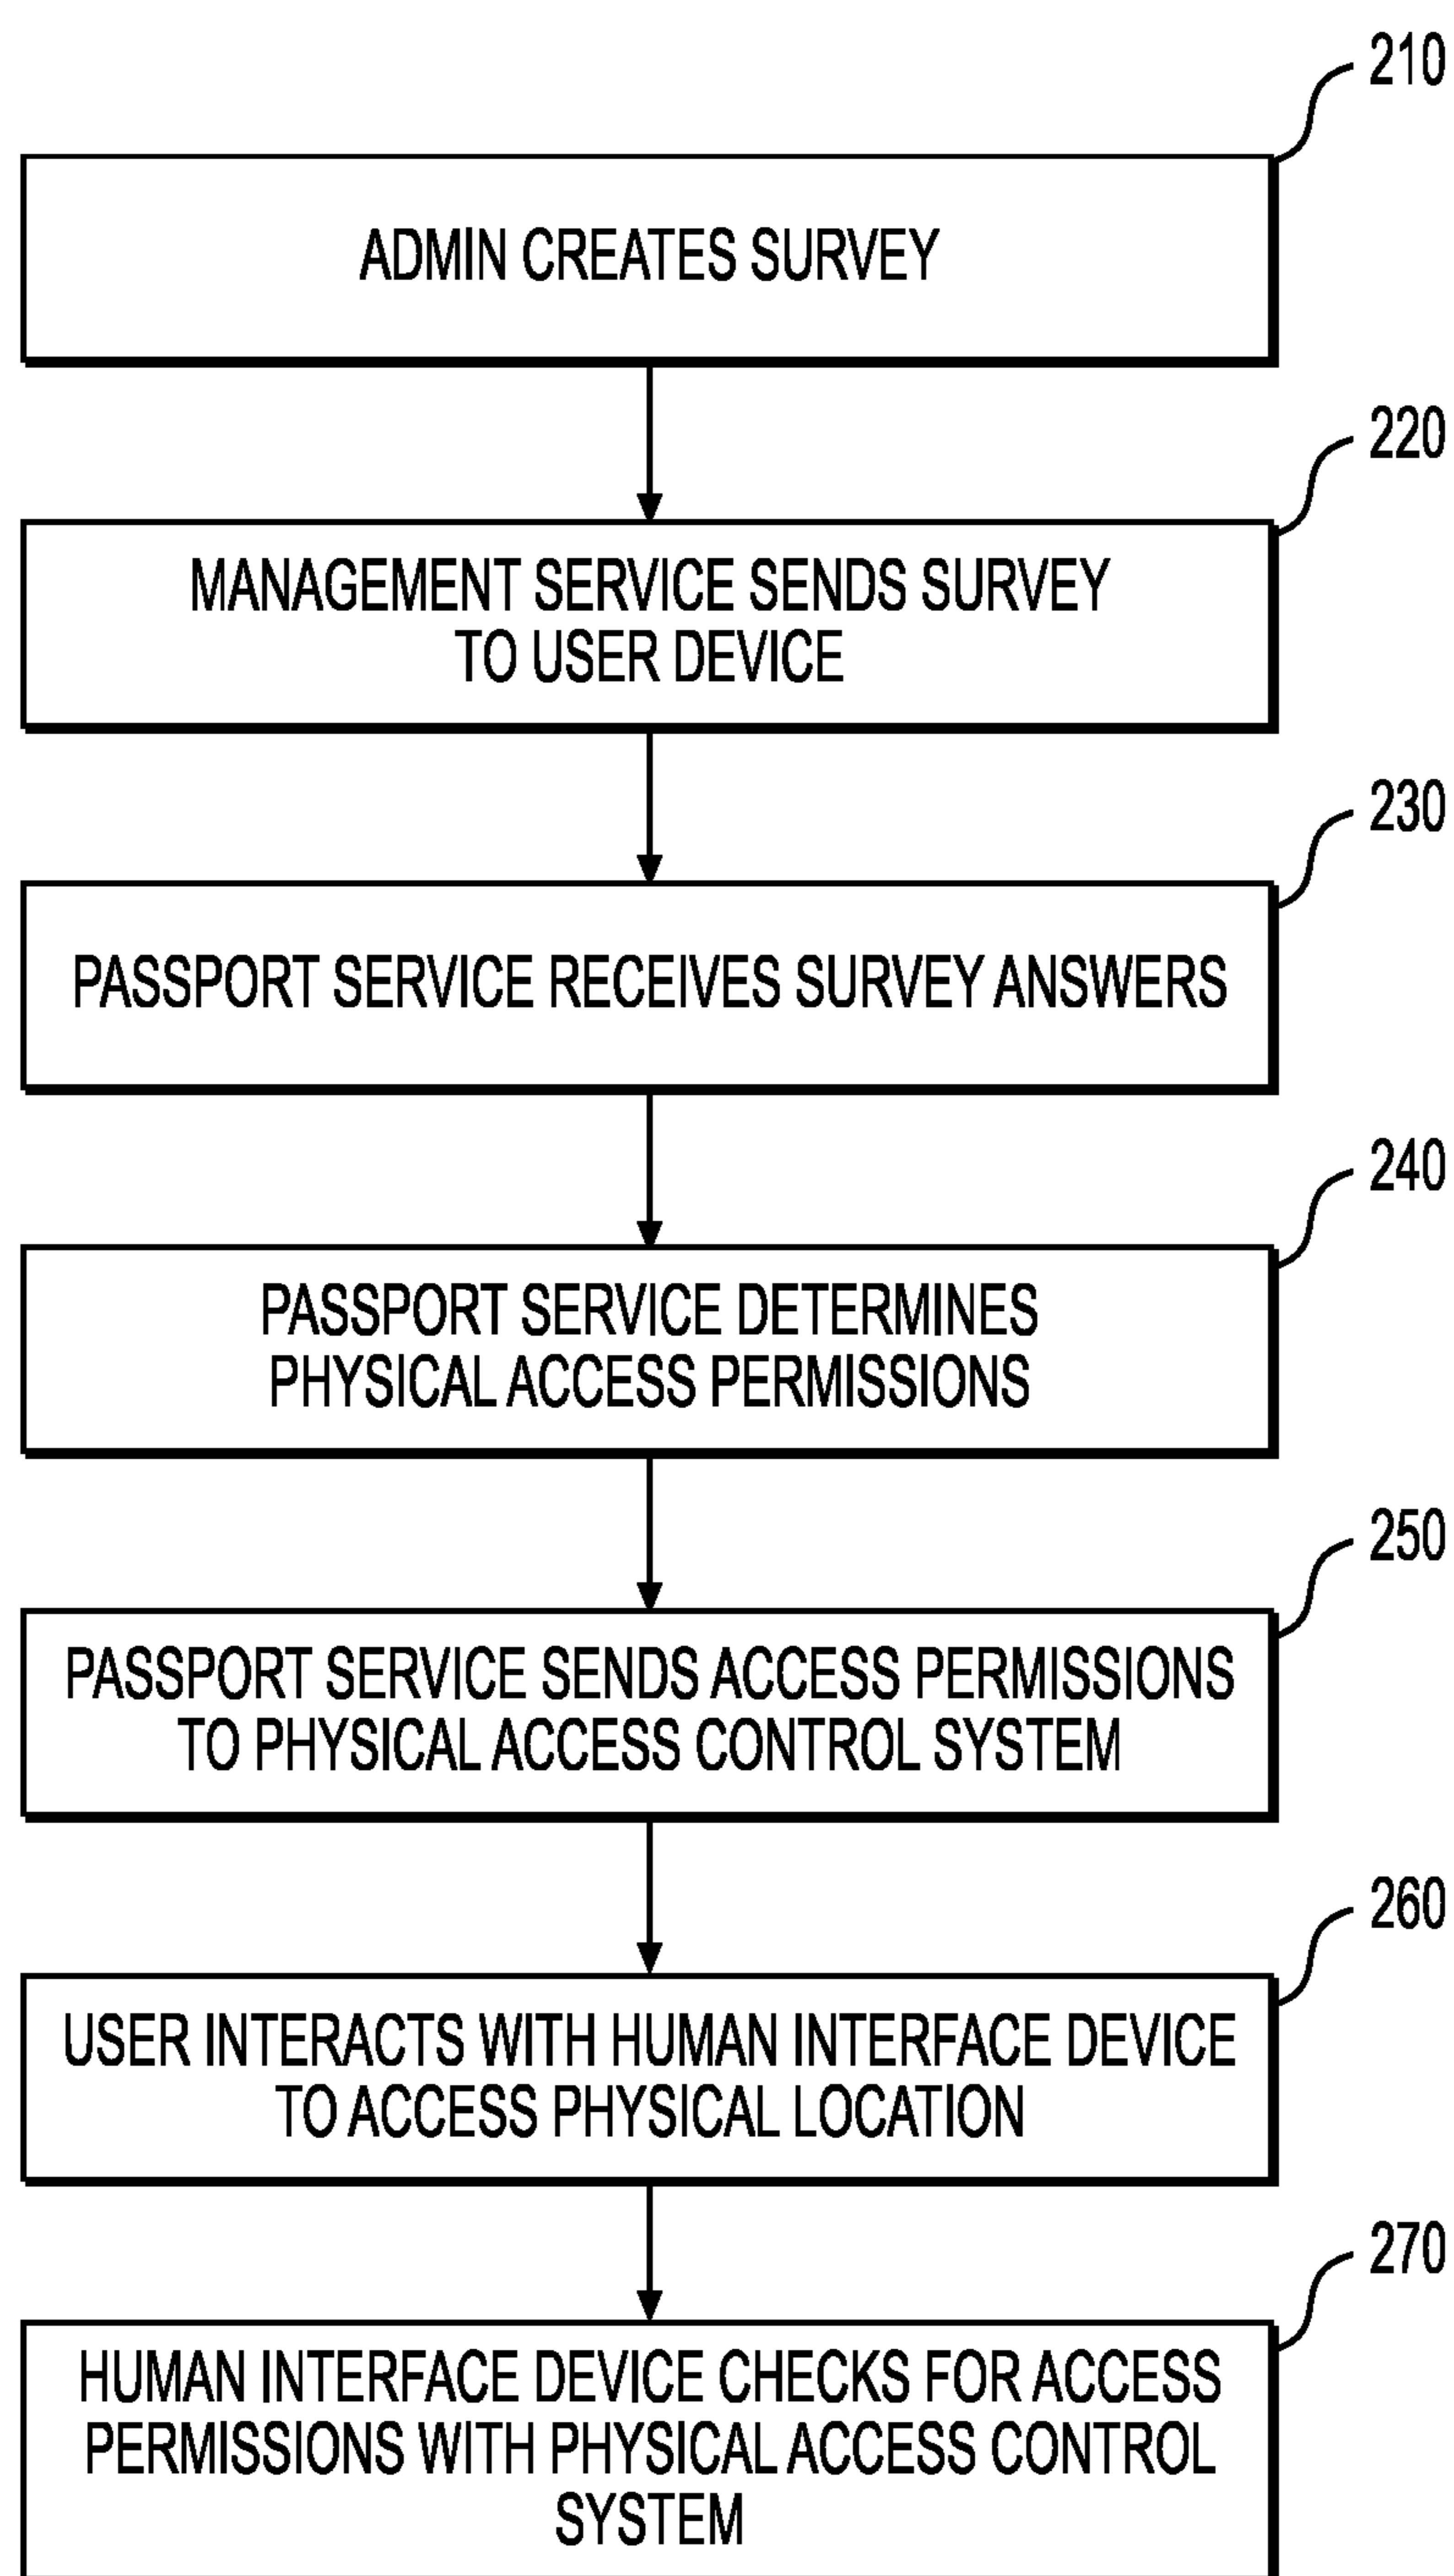 210
ADMIN CREATES SURVEY
220
MANAGEMENT SERVICE SENDS SURVEY
TO USER DEVICE
230
PASSPORT SERVICE RECEIVES SURVEY ANSWERS
240
PASSPORT SERVICE DETERMINES
PHYSICAL ACCESS PERMISSIONS
250
PASSPORT SERVICE SENDS ACCESS PERMISSIONS
TO PHYSICAL ACCESS CONTROL SYSTEM
260
USER INTERACTS WITH HUMAN INTERFACE DEVICE
TO ACCESS PHYSICAL LOCATION
270
HUMAN INTERFACE DEVICE CHECKS FOR ACCESS
PERMISSIONS WITH PHYSICAL ACCESS CONTROL
SYSTEM